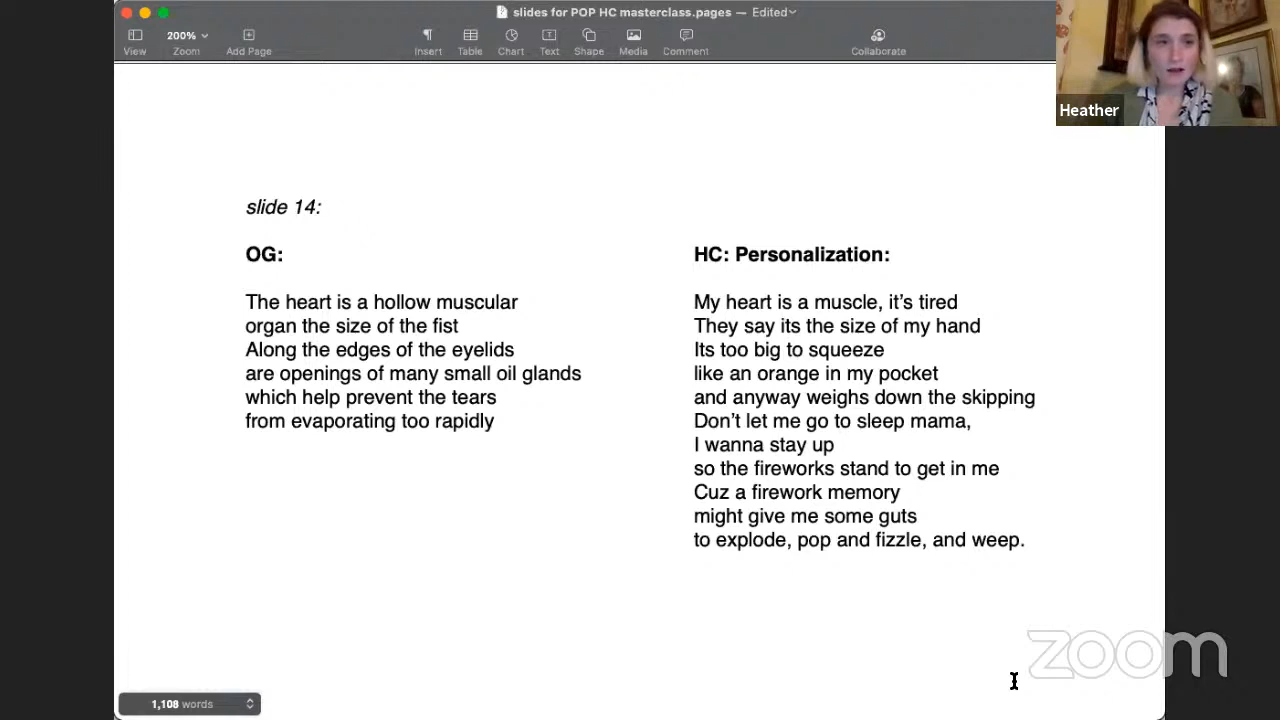 slides for POP HC masterclass.pages — Edited
200%
View
Zoom
Add Page
Insert
Table
Chart
Text
Shape
Media
Comment
Collaborate
Heather
slide 14:
OG:
The heart is a hollow muscular
organ the size of the fist
Along the edges of the eyelids
are openings of many small oil glands
which help prevent the tears
from evaporating too rapidly
HC: Personalization:
My heart is a muscle, it’s tired
They say its the size of my hand
Its too big to squeeze
like an orange in my pocket
and anyway weighs down the skipping
Don’t let me go to sleep mama,
I wanna stay up
so the fireworks stand to get in me
Cuz a firework memory
might give me some guts
to explode, pop and fizzle, and weep.
zoom
1,108 words